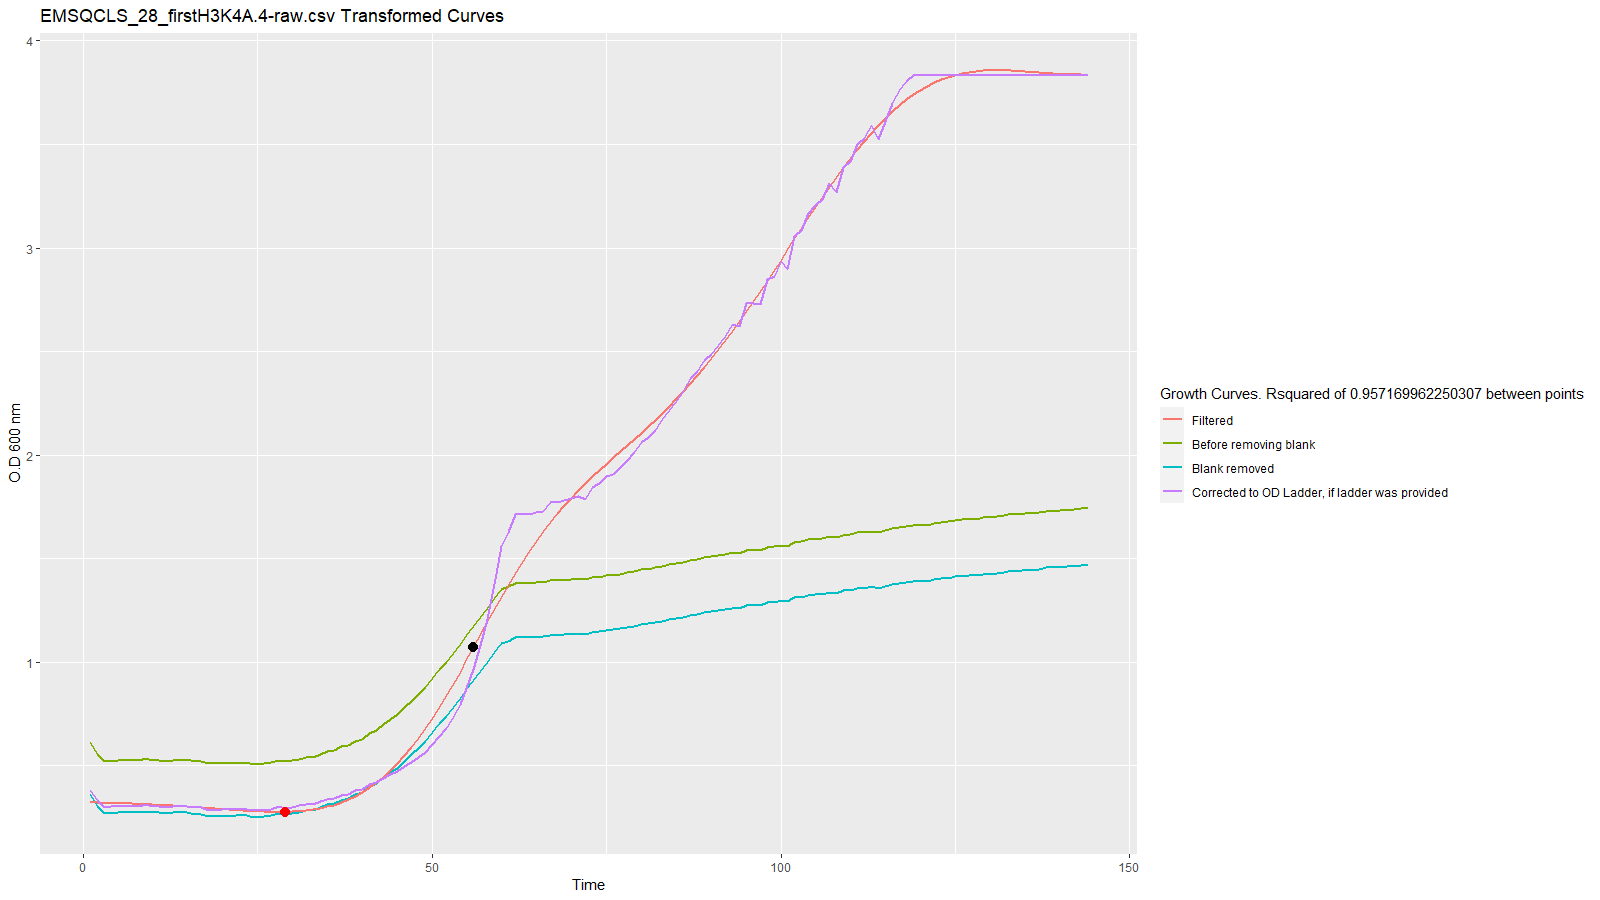 EMSQCLS_28_firstH3K4A.4-raw.csv Transformed Curves
4
3
2
1
O.D 600 nm
0 50 100 150
Time
Growth Curves. Rsquared of 0.957169962250307 between points
Filtered
Before removing blank
Blank removed
Corrected to OD Ladder, if ladder was provided